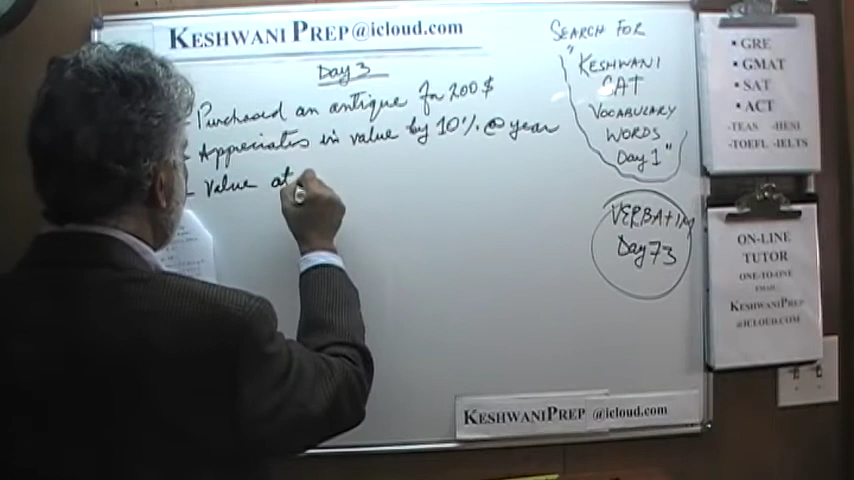 KESHWANI PREP@iCloud.com
Day 3
- Purchased an antique for 200 $
- Appreciates in value by 10% @ year
- Value at
SEARCH FOR
"KESHWANI
CAT
VOCABULARY
WORDS
Day 1"
Day 73
• GRE
• GMAT
• SAT
• ACT
-TEAS -HESI
-TOEFL -IELTS
ON-LINE
TUTOR
ONE-TO-ONE
EMAIL
KESHWANIPREP
@ICLOUD.COM
KESHWANIPREP @iCloud.com